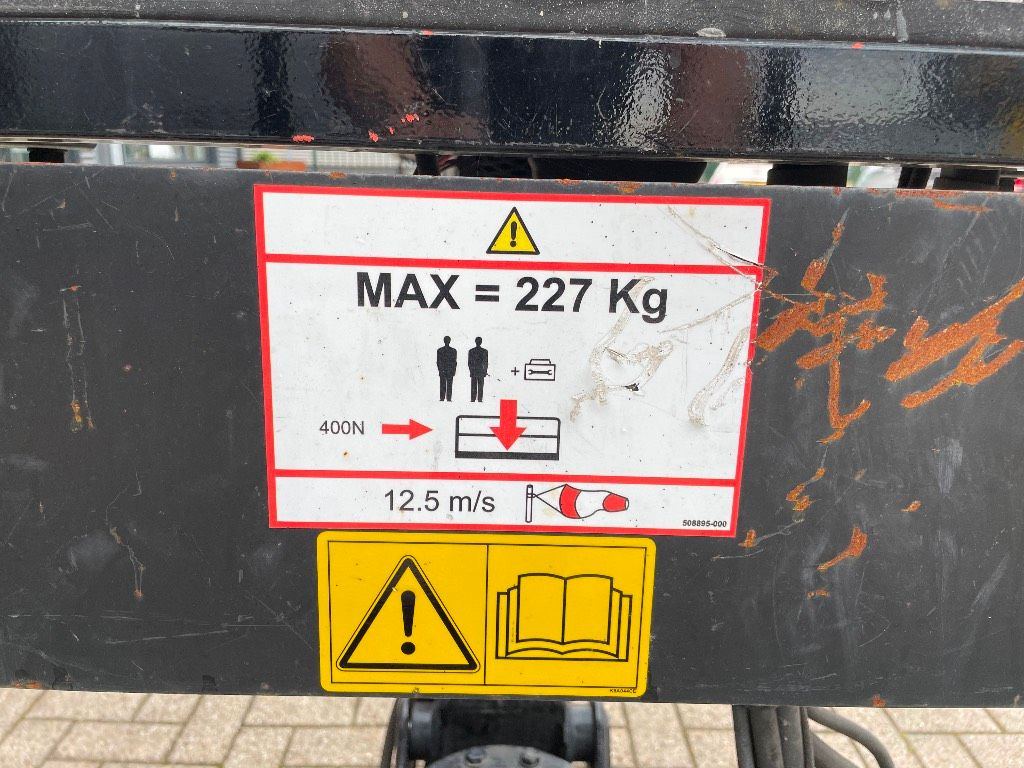 MAX = 227 Kg
+
400N
12.5 m/s
508895-000